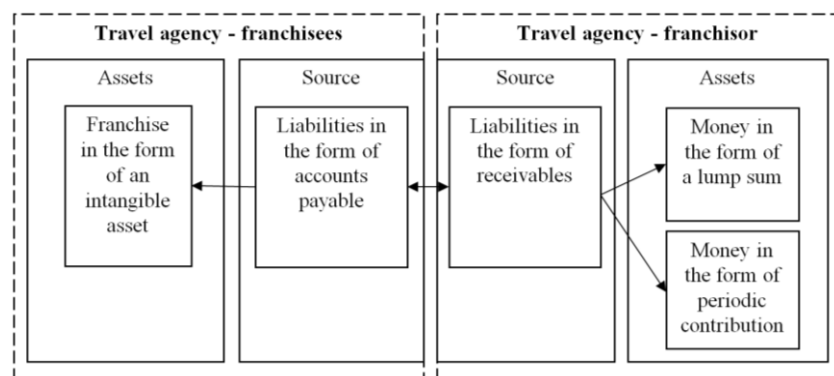 Travel agency - franchisees
Assets
Franchise
in the form
of an
intangible
asset
Source
Liabilities in
the form of
accounts
payable
Travel agency - franchisor
Source
Liabilities in
the form of
receivables
Assets
Money in
the form of
a lump sum
Money in
the form of
periodic
contribution